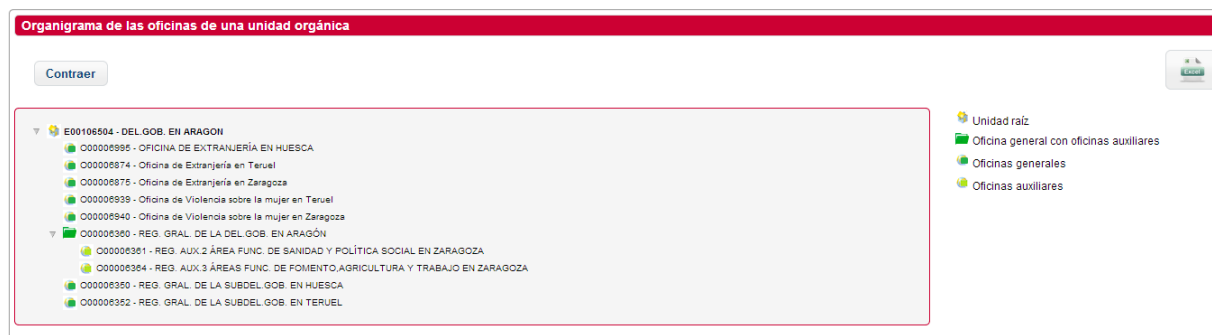 Organigrama de las oficinas de una unidad orgánica
Contraer
Excel
E00106504 - DEL.GOB. EN ARAGON
O00006995 - OFICINA DE EXTRANJERÍA EN HUESCA
O00006874 - Oficina de Extranjería en Teruel
O00006875 - Oficina de Extranjería en Zaragoza
O00006939 - Oficina de Violencia sobre la mujer en Teruel
O00006940 - Oficina de Violencia sobre la mujer en Zaragoza
O00006360 - REG. GRAL. DE LA DEL.GOB. EN ARAGÓN
O00006361 - REG. AUX.2 ÁREA FUNC. DE SANIDAD Y POLÍTICA SOCIAL EN ZARAGOZA
O00006364 - REG. AUX.3 ÁREAS FUNC. DE FOMENTO,AGRICULTURA Y TRABAJO EN ZARAGOZA
O00006350 - REG. GRAL. DE LA SUBDEL.GOB. EN HUESCA
O00006352 - REG. GRAL. DE LA SUBDEL.GOB. EN TERUEL
Unidad raíz
Oficina general con oficinas auxiliares
Oficinas generales
Oficinas auxiliares